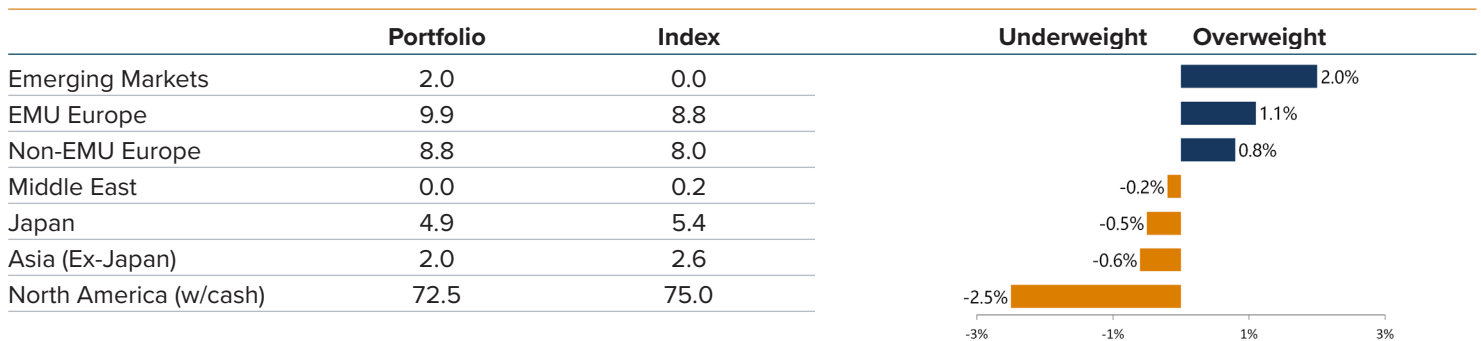 Portfolio Index Underweight Overweight
Emerging Markets 2.0 0.0 2.0%
EMU Europe 9.9 8.8 1.1%
Non-EMU Europe 8.8 8.0 0.8%
Middle East 0.0 0.2 -0.2%
Japan 4.9 5.4 -0.5%
Asia (Ex-Japan) 2.0 2.6 -0.6%
North America (w/cash) 72.5 75.0 -2.5%
-3% -1% 1% 3%